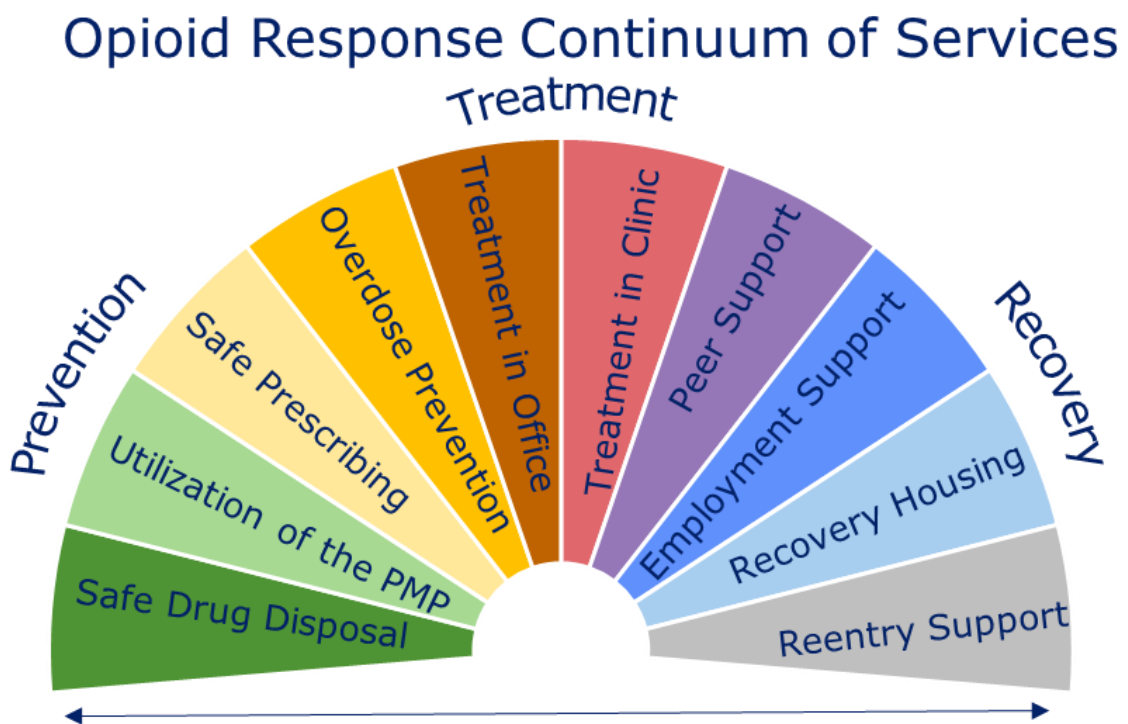 Opioid Response Continuum of Services
Prevention
Treatment
Recovery
Safe Drug Disposal
Utilization of the PMP
Safe Prescribing
Overdose Prevention
Treatment in Office
Treatment in Clinic
Peer Support
Employment Support
Recovery Housing
Reentry Support